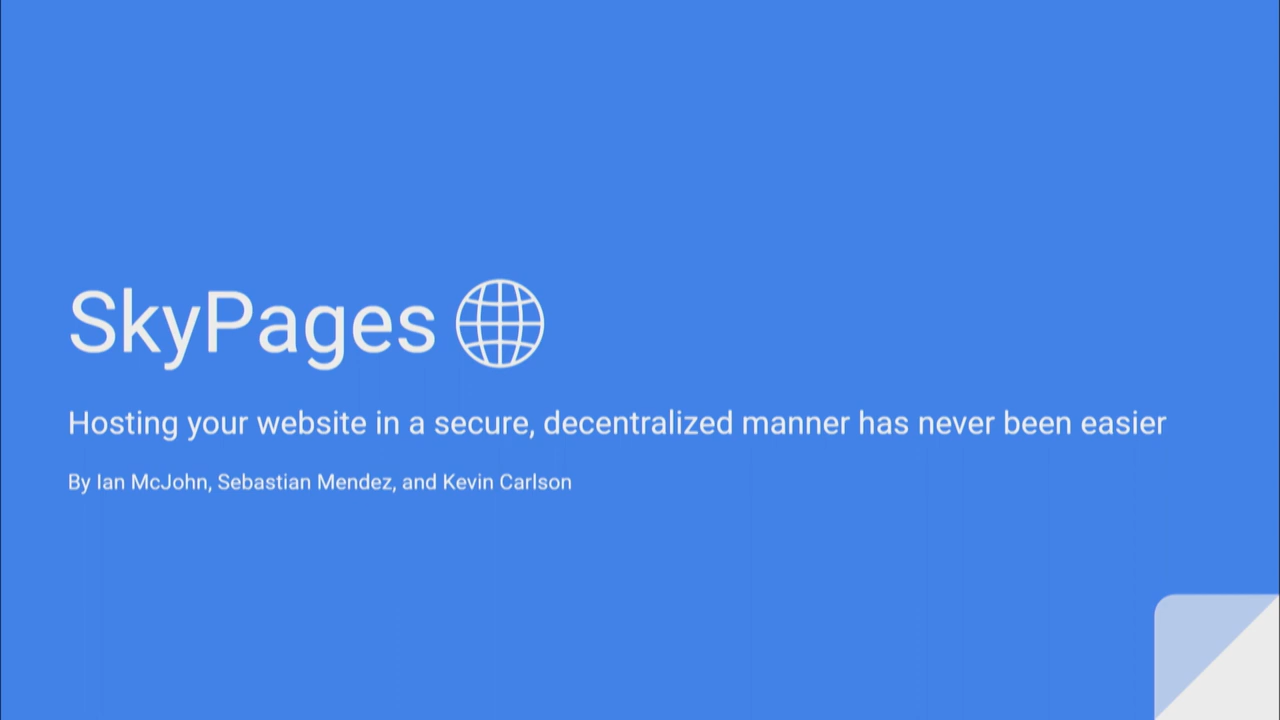 SkyPages
Hosting your website in a secure, decentralized manner has never been easier
By Ian McJohn, Sebastian Mendez, and Kevin Carlson